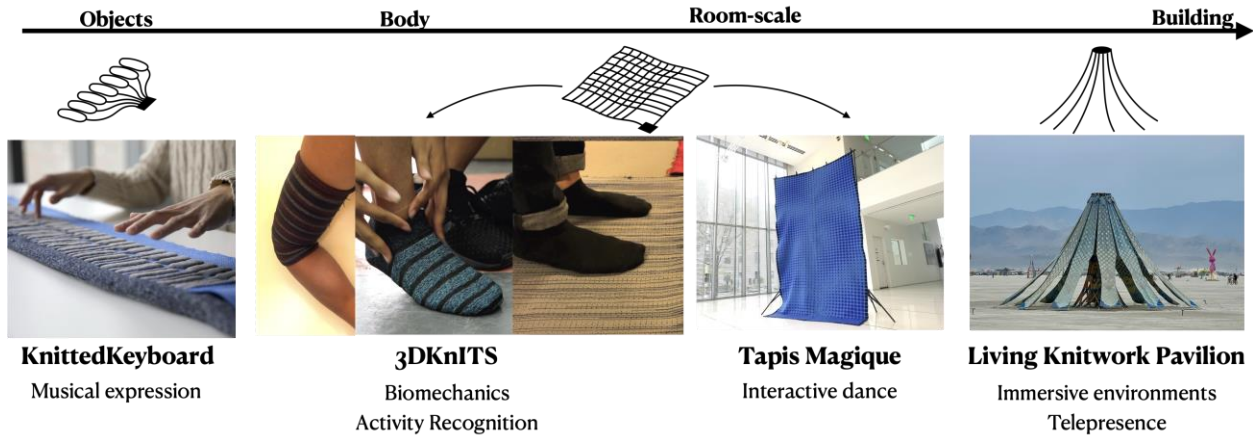 Objects
Body
Room-scale
Building
KnittedKeyboard
Musical expression
3DKnITS
Biomechanics
Activity Recognition
Tapis Magique
Interactive dance
Living Knitwork Pavilion
Immersive environments
Telepresence